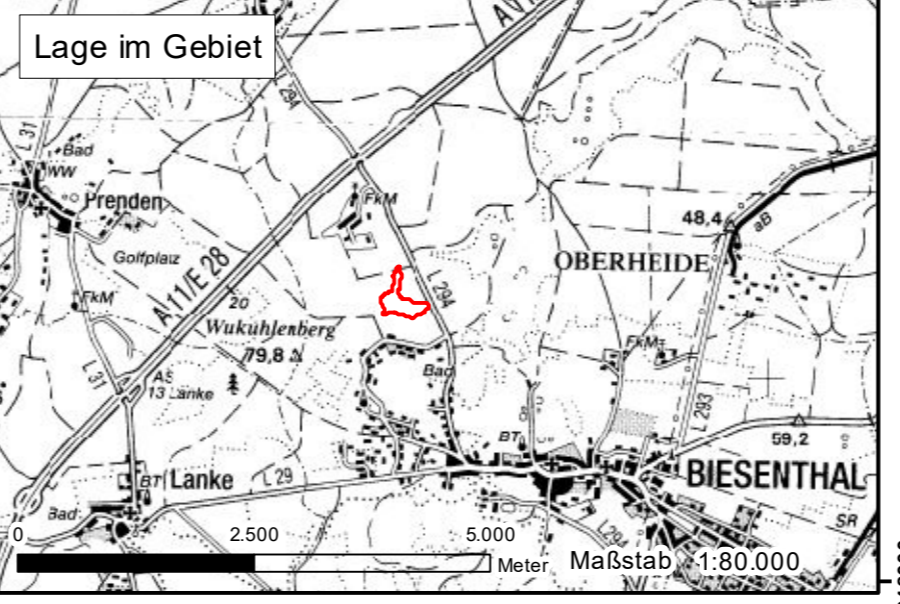 Lage im Gebiet
L 294
L 31
Bad
WW
Prenden
FkM
48,4
aB
Golfplatz
OBERHEIDE
A 11/E 28
L 294
FkM
20
Wukuhlenberg
79,8
FkM
L 31
AS
13 Lanke
Bad
L 293
59,2
BT
BIESENTHAL
BT
Lanke
L 29
Bad
SR
L 294
0 2.500 5.000
Meter Maßstab 1:80.000